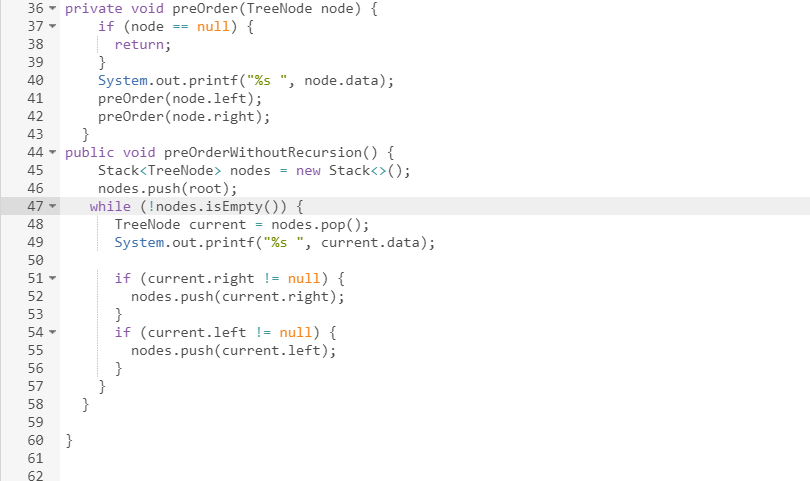 36 private void preOrder(TreeNode node) {
37 if (node == null) {
38 return;
39 }
40 System.out.printf("%s ", node.data);
41 preOrder(node.left);
42 preOrder(node.right);
43 }
44 public void preOrderWithoutRecursion() {
45 Stack<TreeNode> nodes = new Stack<>();
46 nodes.push(root);
47 while (!nodes.isEmpty()) {
48 TreeNode current = nodes.pop();
49 System.out.printf("%s ", current.data);
50
51 if (current.right != null) {
52 nodes.push(current.right);
53 }
54 if (current.left != null) {
55 nodes.push(current.left);
56 }
57 }
58 }
59
60 }
61
62